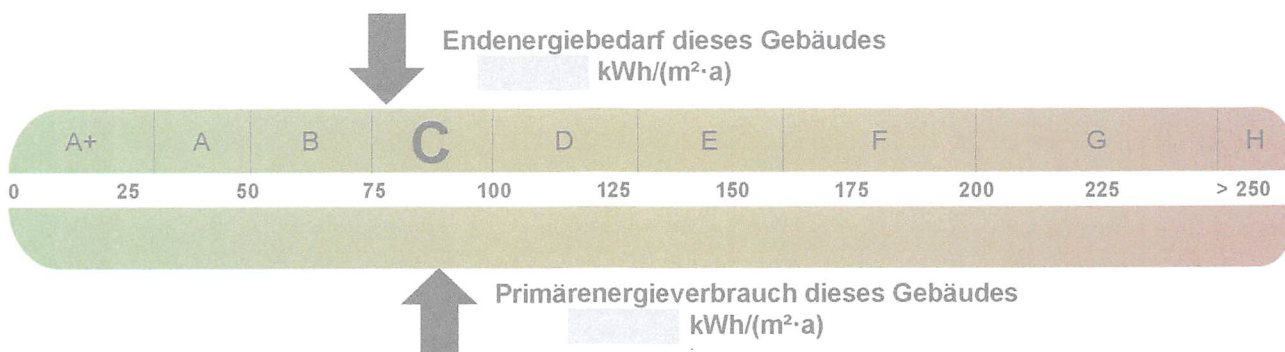 Endenergiebedarf dieses Gebäudes
kWh/(m²·a)
A+ A B C D E F G H
0 25 50 75 100 125 150 175 200 225 > 250
Primärenergieverbrauch dieses Gebäudes
kWh/(m²·a)